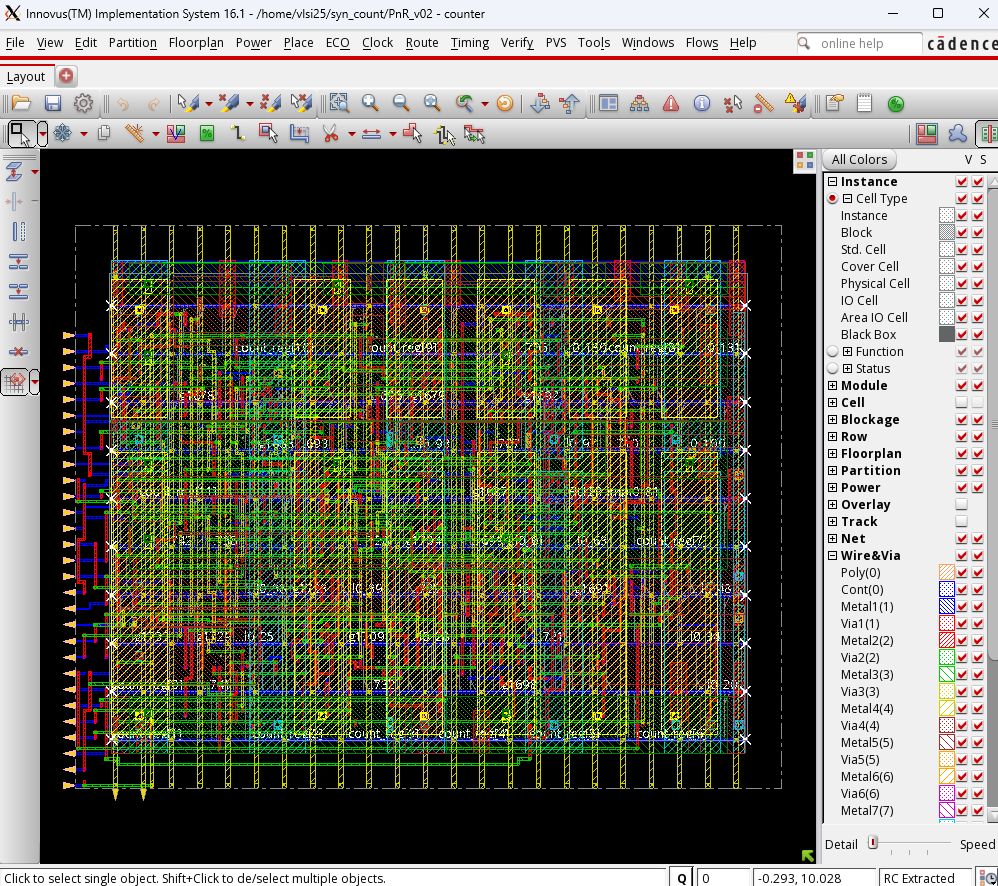 Innovus(TM) Implementation System 16.1 - /home/vlsi25/syn_count/PnR_v02 - counter
File View Edit Partition Floorplan Power Place ECO Clock Route Timing Verify PVS Tools Windows Flows Help
online help
cādence
Layout
All Colors V S
Instance
Cell Type
Instance
Block
Std. Cell
Cover Cell
Physical Cell
IO Cell
Area IO Cell
Black Box
Function
Status
Module
Cell
Blockage
Row
Floorplan
Partition
Power
Overlay
Track
Net
Wire&Via
Poly(0)
Cont(0)
Metal1(1)
Via1(1)
Metal2(2)
Via2(2)
Metal3(3)
Via3(3)
Metal4(4)
Via4(4)
Metal5(5)
Via5(5)
Metal6(6)
Via6(6)
Metal7(7)
Detail Speed
Click to select single object. Shift+Click to de/select multiple objects.
Q 0 -0.293, 10.028 RC Extracted